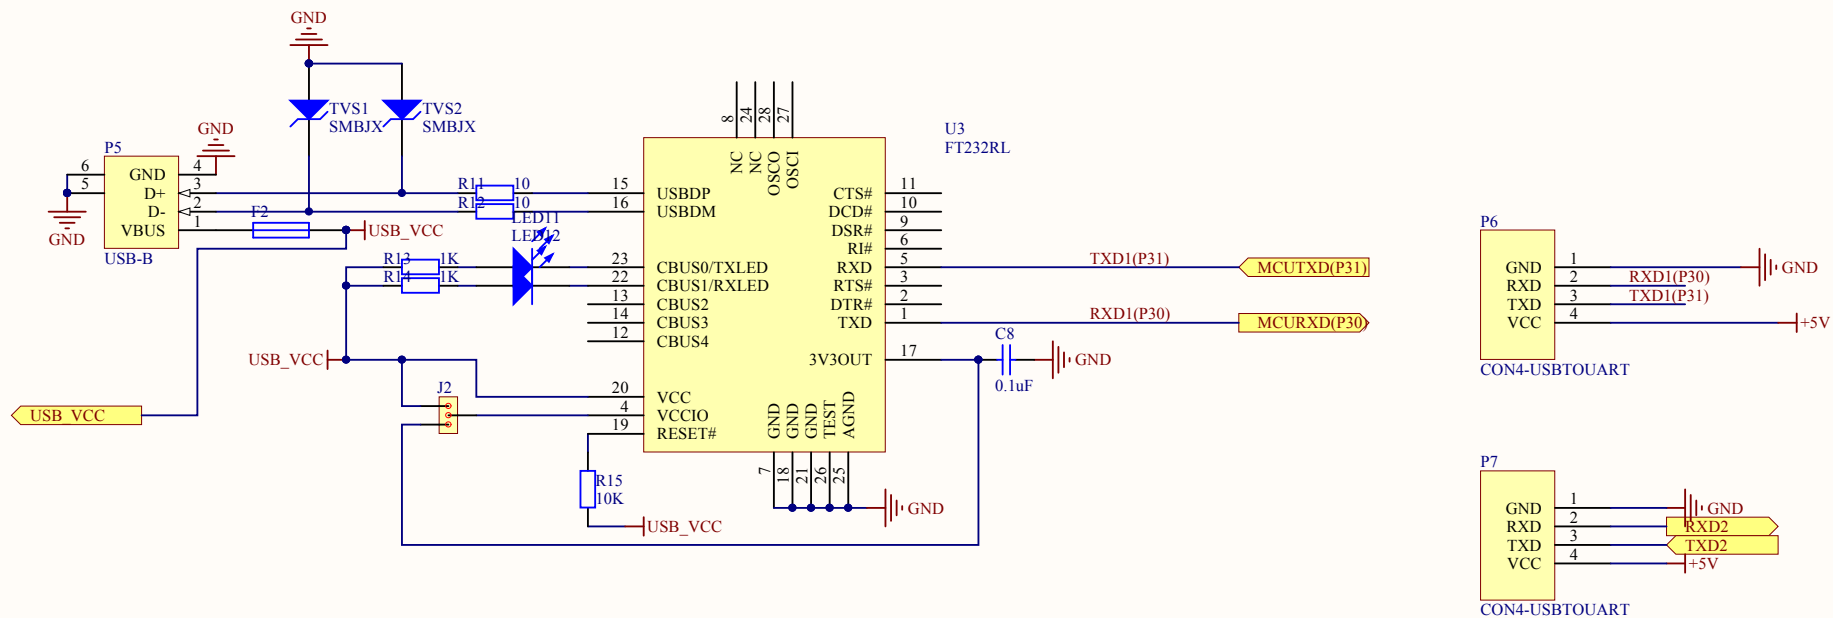 GND
TVS1
SMBJX
TVS2
SMBJX
GND
P5
6
5
GND
D+
D-
VBUS
4
3
2
1
GND
USB-B
F2
USB_VCC
R11
10
R12
10
LED11
LED12
R13
1K
R14
1K
USB_VCC
USB_VCC
J2
R15
10K
USB_VCC
U3
FT232RL
8
24
28
27
NC
NC
OSCO
OSCI
15
USBDP
16
USBDM
23
CBUS0/TXLED
22
CBUS1/RXLED
13
CBUS2
14
CBUS3
12
CBUS4
20
VCC
4
VCCIO
19
RESET#
CTS#
11
DCD#
10
DSR#
9
RI#
6
RXD
5
RTS#
3
DTR#
2
TXD
1
3V3OUT
17
GND
GND
GND
TEST
AGND
7
18
21
26
25
GND
TXD1(P31)
MCUTXD(P31)
RXD1(P30)
MCURXD(P30)
C8
0.1uF
GND
P6
GND
1
GND
RXD
2
RXD1(P30)
TXD
3
TXD1(P31)
VCC
4
+5V
CON4-USBTOUART
P7
GND
1
GND
RXD
2
RXD2
TXD
3
TXD2
VCC
4
+5V
CON4-USBTOUART